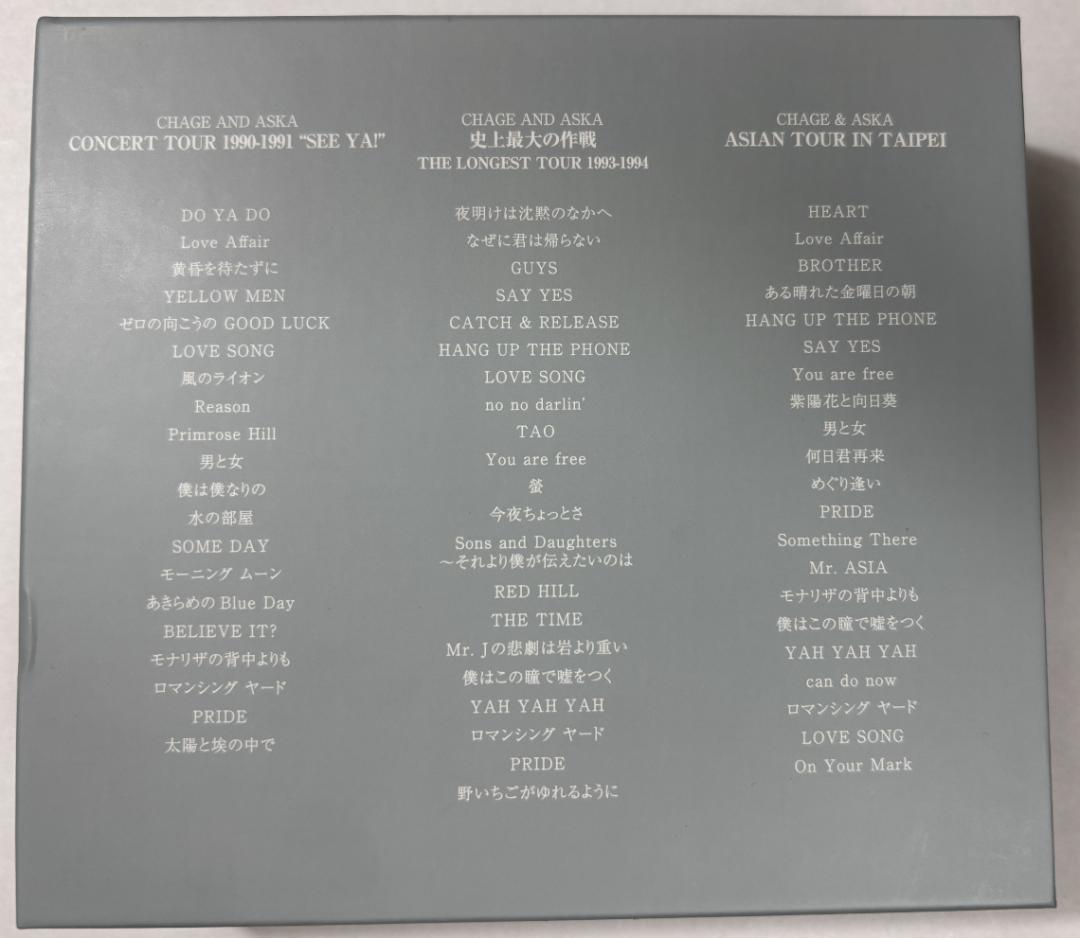 CHAGE AND ASKA
CONCERT TOUR 1990-1991 “SEE YA!”
DO YA DO
Love Affair
黄昏を待たずに
YELLOW MEN
ゼロの向こうの GOOD LUCK
LOVE SONG
風のライオン
Reason
Primrose Hill
男と女
僕は僕なりの
水の部屋
SOME DAY
モーニング ムーン
あきらめの Blue Day
BELIEVE IT?
モナリザの背中よりも
ロマンシング ヤード
PRIDE
太陽と埃の中で
CHAGE AND ASKA
史上最大の作戦
THE LONGEST TOUR 1993-1994
夜明けは沈黙のなかへ
なぜに君は帰らない
GUYS
SAY YES
CATCH & RELEASE
HANG UP THE PHONE
LOVE SONG
no no darlin’
TAO
You are free
螢
今夜ちょっとさ
Sons and Daughters
～それより僕が伝えたいのは
RED HILL
THE TIME
Mr. Jの悲劇は岩より重い
僕はこの瞳で嘘をつく
YAH YAH YAH
ロマンシング ヤード
PRIDE
野いちごがゆれるように
CHAGE & ASKA
ASIAN TOUR IN TAIPEI
HEART
Love Affair
BROTHER
ある晴れた金曜日の朝
HANG UP THE PHONE
SAY YES
You are free
紫陽花と向日葵
男と女
何日君再来
めぐり逢い
PRIDE
Something There
Mr. ASIA
モナリザの背中よりも
僕はこの瞳で嘘をつく
YAH YAH YAH
can do now
ロマンシング ヤード
LOVE SONG
On Your Mark